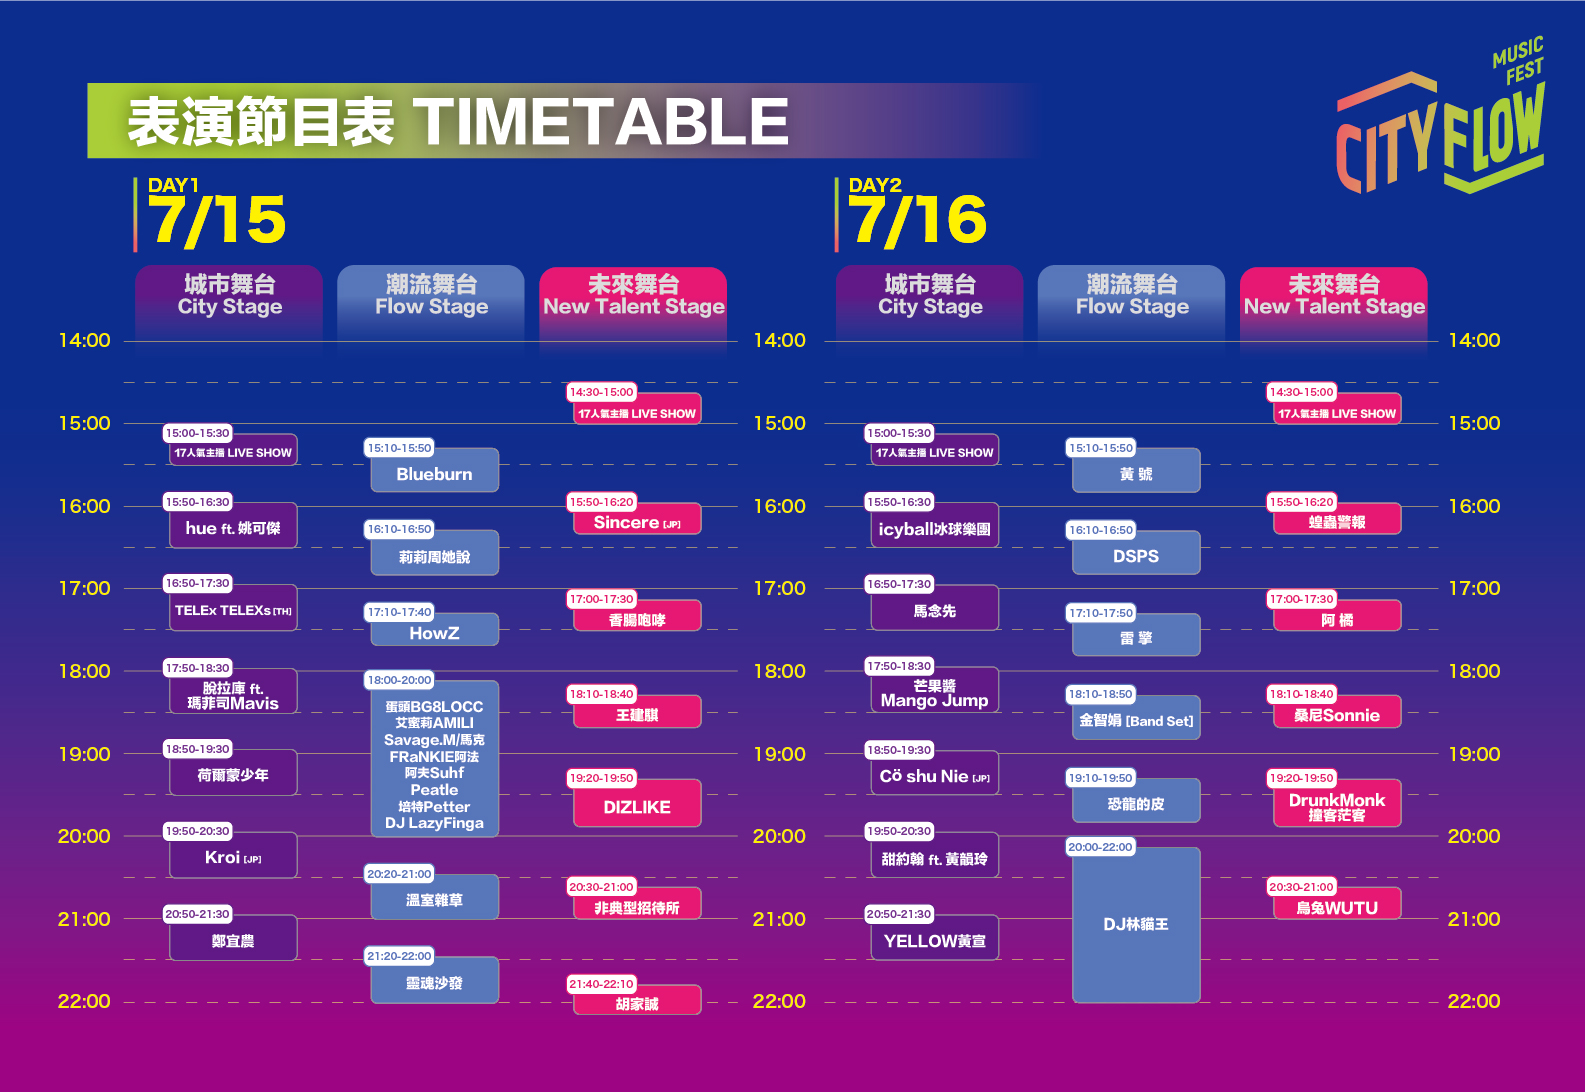 表演節目表 TIMETABLE
MUSIC
FEST
CITY FLOW
DAY1
7/15
城市舞台
City Stage
潮流舞台
Flow Stage
未來舞台
New Talent Stage
14:00
15:00
16:00
17:00
18:00
19:00
20:00
21:00
22:00
15:00-15:30
17人氣主播 LIVE SHOW
15:50-16:30
hue ft. 姚可傑
16:50-17:30
TELEx TELEXs [TH]
17:50-18:30
脫拉庫 ft.
瑪菲司Mavis
18:50-19:30
荷爾蒙少年
19:50-20:30
Kroi [JP]
20:50-21:30
鄭宜農
15:10-15:50
Blueburn
16:10-16:50
莉莉周她說
17:10-17:40
HowZ
18:00-20:00
蛋頭BG8LOCC
艾蜜莉AMILI
Savage.M/馬克
FRaNKIE阿法
阿夫Suhf
Peatle
培特Petter
DJ LazyFinga
20:20-21:00
溫室雜草
21:20-22:00
靈魂沙發
14:30-15:00
17人氣主播 LIVE SHOW
15:50-16:20
Sincere [JP]
17:00-17:30
香腸咆哮
18:10-18:40
王建騏
19:20-19:50
DIZLIKE
20:30-21:00
非典型招待所
21:40-22:10
胡家誠
14:00
15:00
16:00
17:00
18:00
19:00
20:00
21:00
22:00
DAY2
7/16
城市舞台
City Stage
潮流舞台
Flow Stage
未來舞台
New Talent Stage
15:00-15:30
17人氣主播 LIVE SHOW
15:50-16:30
icyball冰球樂團
16:50-17:30
馬念先
17:50-18:30
芒果醬
Mango Jump
18:50-19:30
Cö shu Nie [JP]
19:50-20:30
甜約翰 ft. 黃韻玲
20:50-21:30
YELLOW黃宣
15:10-15:50
黃 號
16:10-16:50
DSPS
17:10-17:50
雷 擎
18:10-18:50
金智娟 [Band Set]
19:10-19:50
恐龍的皮
20:00-22:00
DJ林貓王
14:30-15:00
17人氣主播 LIVE SHOW
15:50-16:20
蝗蟲警報
17:00-17:30
阿 橘
18:10-18:40
桑尼Sonnie
19:20-19:50
DrunkMonk
撞客茫客
20:30-21:00
烏兔WUTU
14:00
15:00
16:00
17:00
18:00
19:00
20:00
21:00
22:00